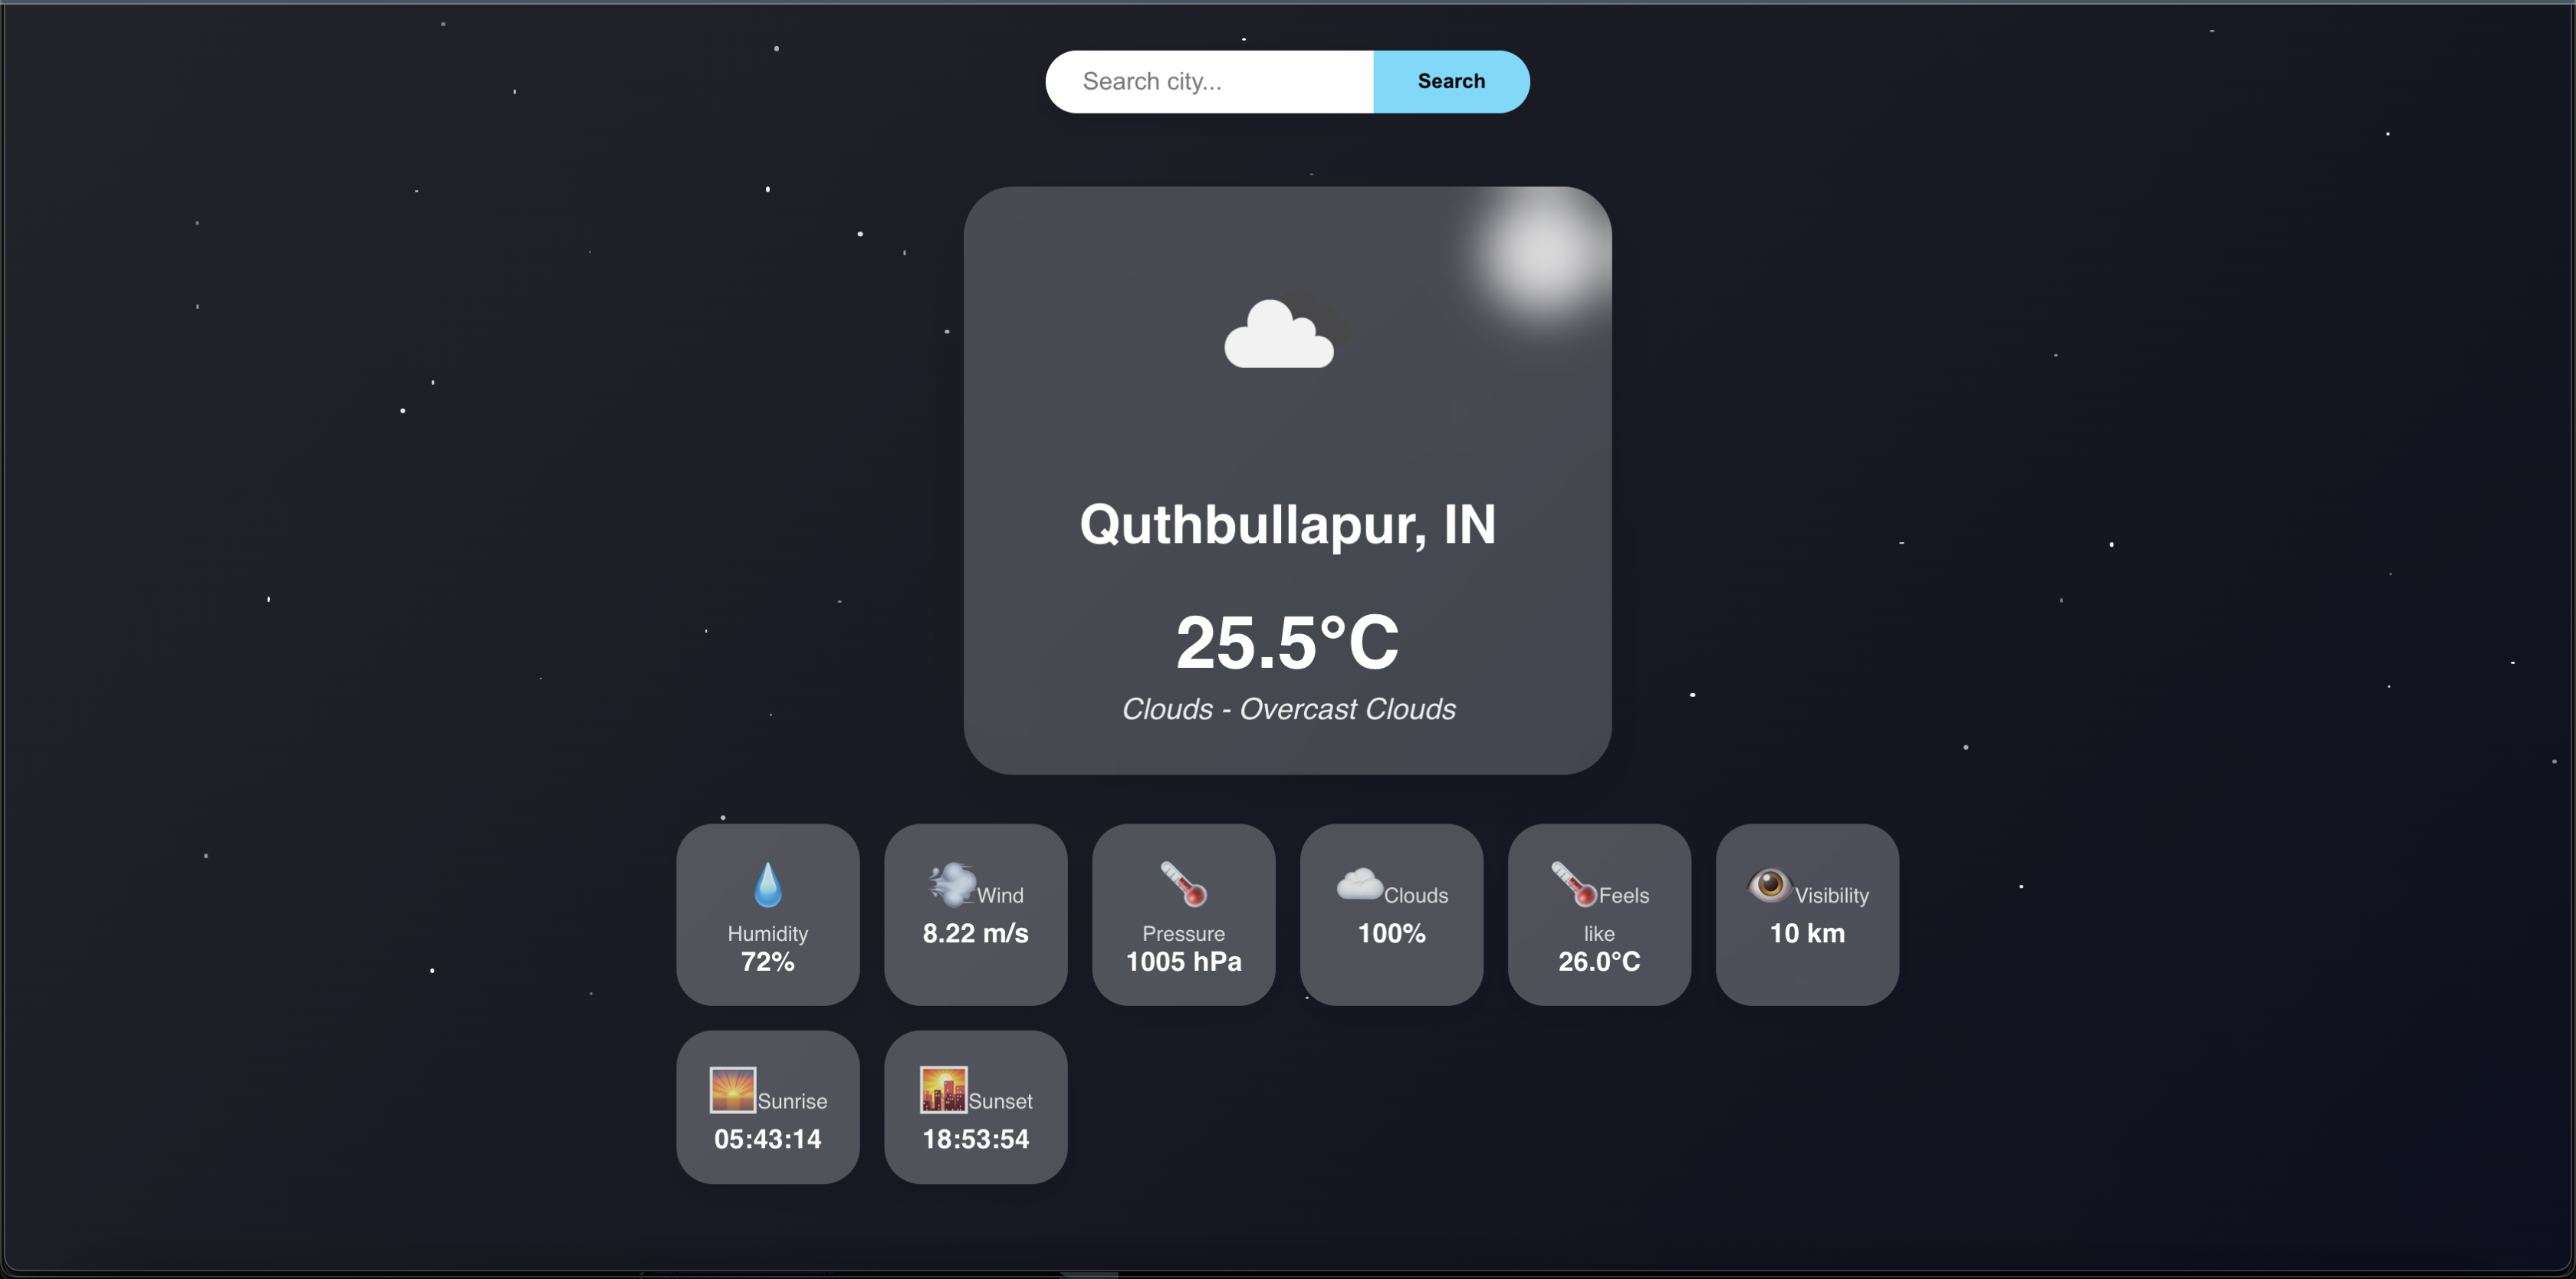 Search city...
Search
Quthbullapur, IN
25.5°C
Clouds - Overcast Clouds
Humidity
72%
Wind
8.22 m/s
Pressure
1005 hPa
Clouds
100%
Feels
like
26.0°C
Visibility
10 km
Sunrise
05:43:14
Sunset
18:53:54